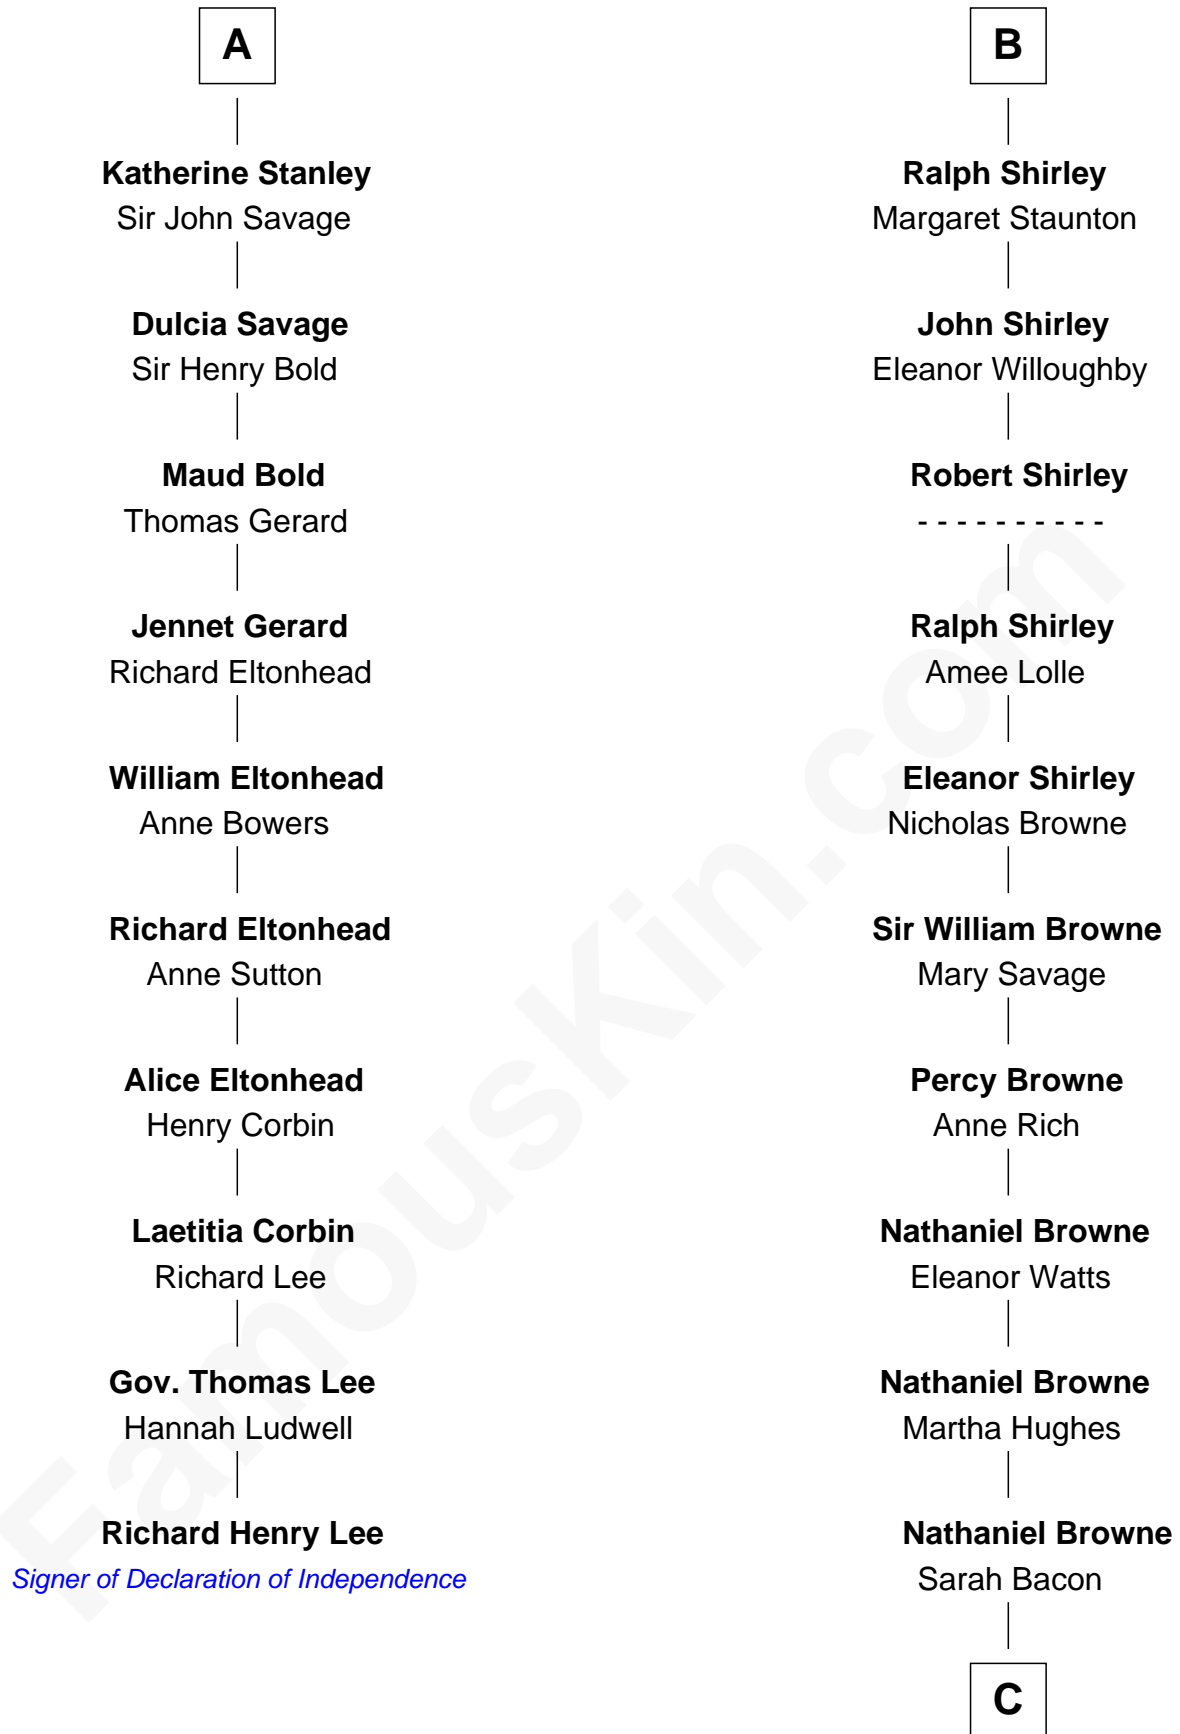 A
Katherine Stanley
Sir John Savage
Dulcia Savage
Sir Henry Bold
Maud Bold
Thomas Gerard
Jennet Gerard
Richard Eltonhead
William Eltonhead
Anne Bowers
Richard Eltonhead
Anne Sutton
Alice Eltonhead
Henry Corbin
Laetitia Corbin
Richard Lee
Gov. Thomas Lee
Hannah Ludwell
Richard Henry Lee
Signer of Declaration of Independence
B
Ralph Shirley
Margaret Staunton
John Shirley
Eleanor Willoughby
Robert Shirley
- - - - - - - - - -
Ralph Shirley
Amee Lolle
Eleanor Shirley
Nicholas Browne
Sir William Browne
Mary Savage
Percy Browne
Anne Rich
Nathaniel Browne
Eleanor Watts
Nathaniel Browne
Martha Hughes
Nathaniel Browne
Sarah Bacon
C
FamousKin.com